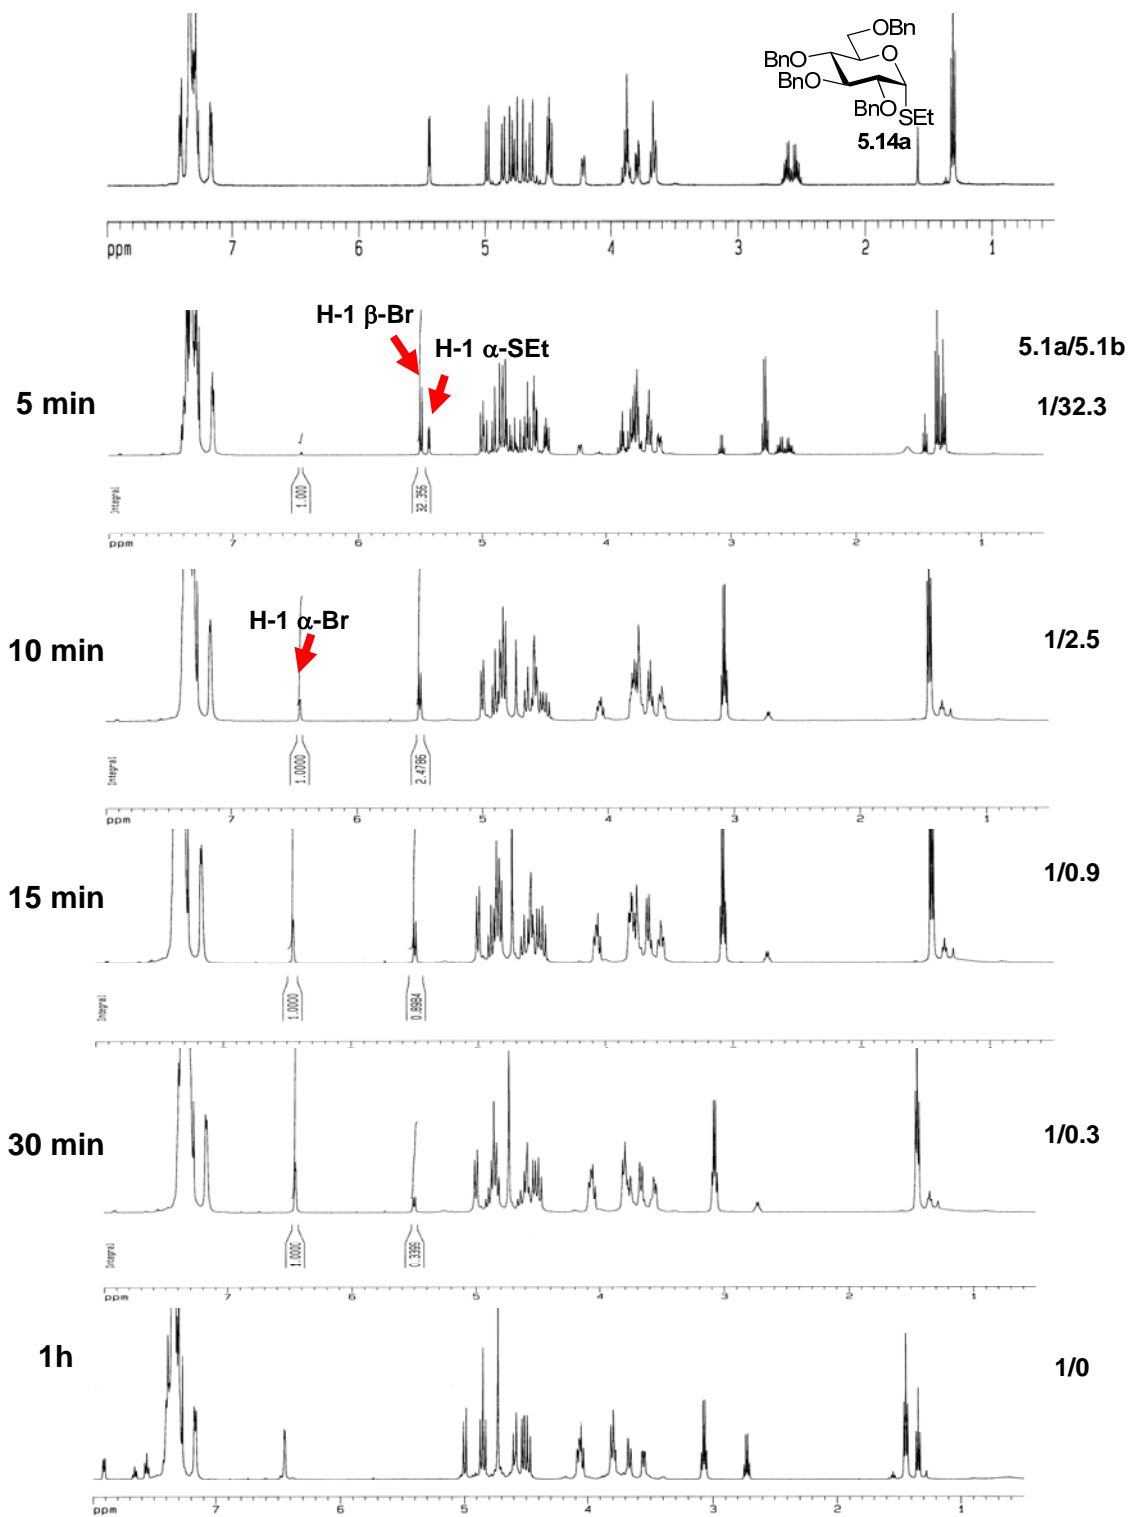 OBn
BnO
O
BnO
BnO
SEt
5.14a
ppm 7 6 5 4 3 2 1
H-1 β-Br
H-1 α-SEt
5.1a/5.1b
5 min
1/32.3
Integral
1.000
32.356
ppm 7 6 5 4 3 2 1
10 min
H-1 α-Br
1/2.5
Integral
1.0000
2.4786
ppm 7 6 5 4 3 2 1
15 min
1/0.9
Integral
1.0000
0.8984
30 min
1/0.3
Integral
1.0000
0.3399
ppm 7 6 5 4 3 2 1
1h
1/0
ppm 7 6 5 4 3 2 1